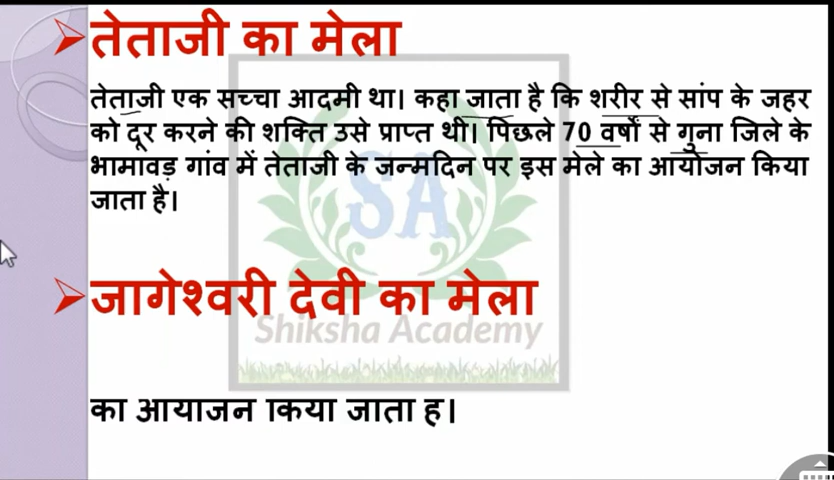 तेताजी का मेला
तेताजी एक सच्चा आदमी था। कहा जाता है कि शरीर से सांप के जहर
को दूर करने की शक्ति उसे प्राप्त थी। पिछले 70 वर्षों से गुना जिले के
भामावड़ गांव में तेताजी के जन्मदिन पर इस मेले का आयोजन किया
जाता है।
SA
जागेश्वरी देवी का मेला
Shiksha Academy
का आयाजन किया जाता ह।